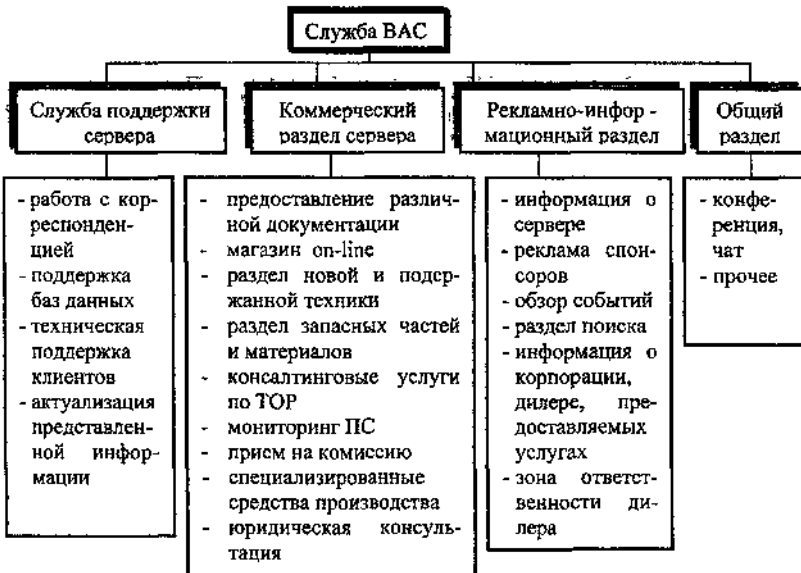 Служба ВАС
Служба поддержки
сервера
Коммерческий
раздел сервера
Рекламно-инфор -
мационный раздел
Общий
раздел
- работа с кор-
респонден-
цией
- поддержка
баз данных
- техническая
поддержка
клиентов
- актуализация
представлен-
ной инфор-
мации
- предоставление различ-
ной документации
- магазин on-line
- раздел новой и подер-
жанной техники
- раздел запасных частей
и материалов
- консалтинговые услуги
по ТОР
- мониторинг ПС
- прием на комиссию
- специализированные
средства производства
- юридическая консуль-
тация
- информация о
сервере
- реклама спон-
соров
- обзор событий
- раздел поиска
- информация о
корпорации,
дилере, пре-
доставляемых
услугах
- зона ответст-
венности ди-
лера
- конфе-
ренция,
чат
- прочее